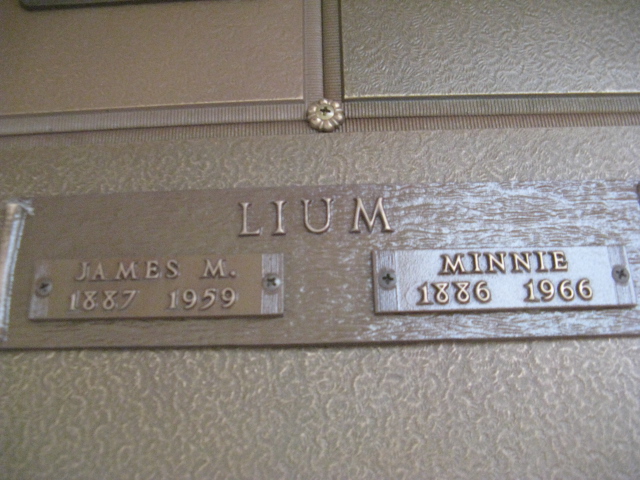 LIUM
JAMES M.
1887 1959
MINNIE
1886 1966